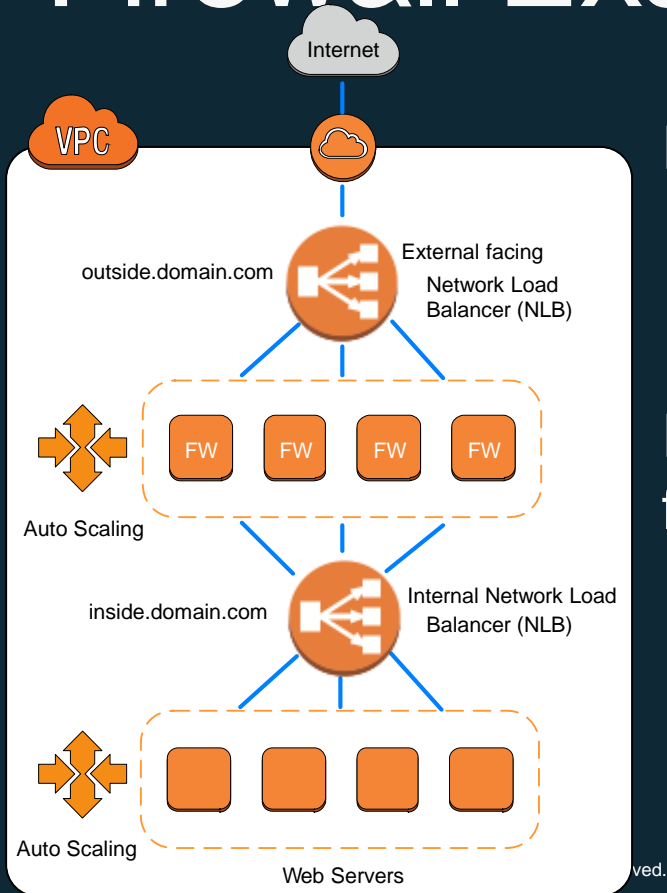 Firewall
Internet
VPC
outside.domain.com
External facing
Network Load
Balancer (NLB)
FW FW FW FW
Auto Scaling
inside.domain.com
Internal Network Load
Balancer (NLB)
Auto Scaling
Web Servers
ved.